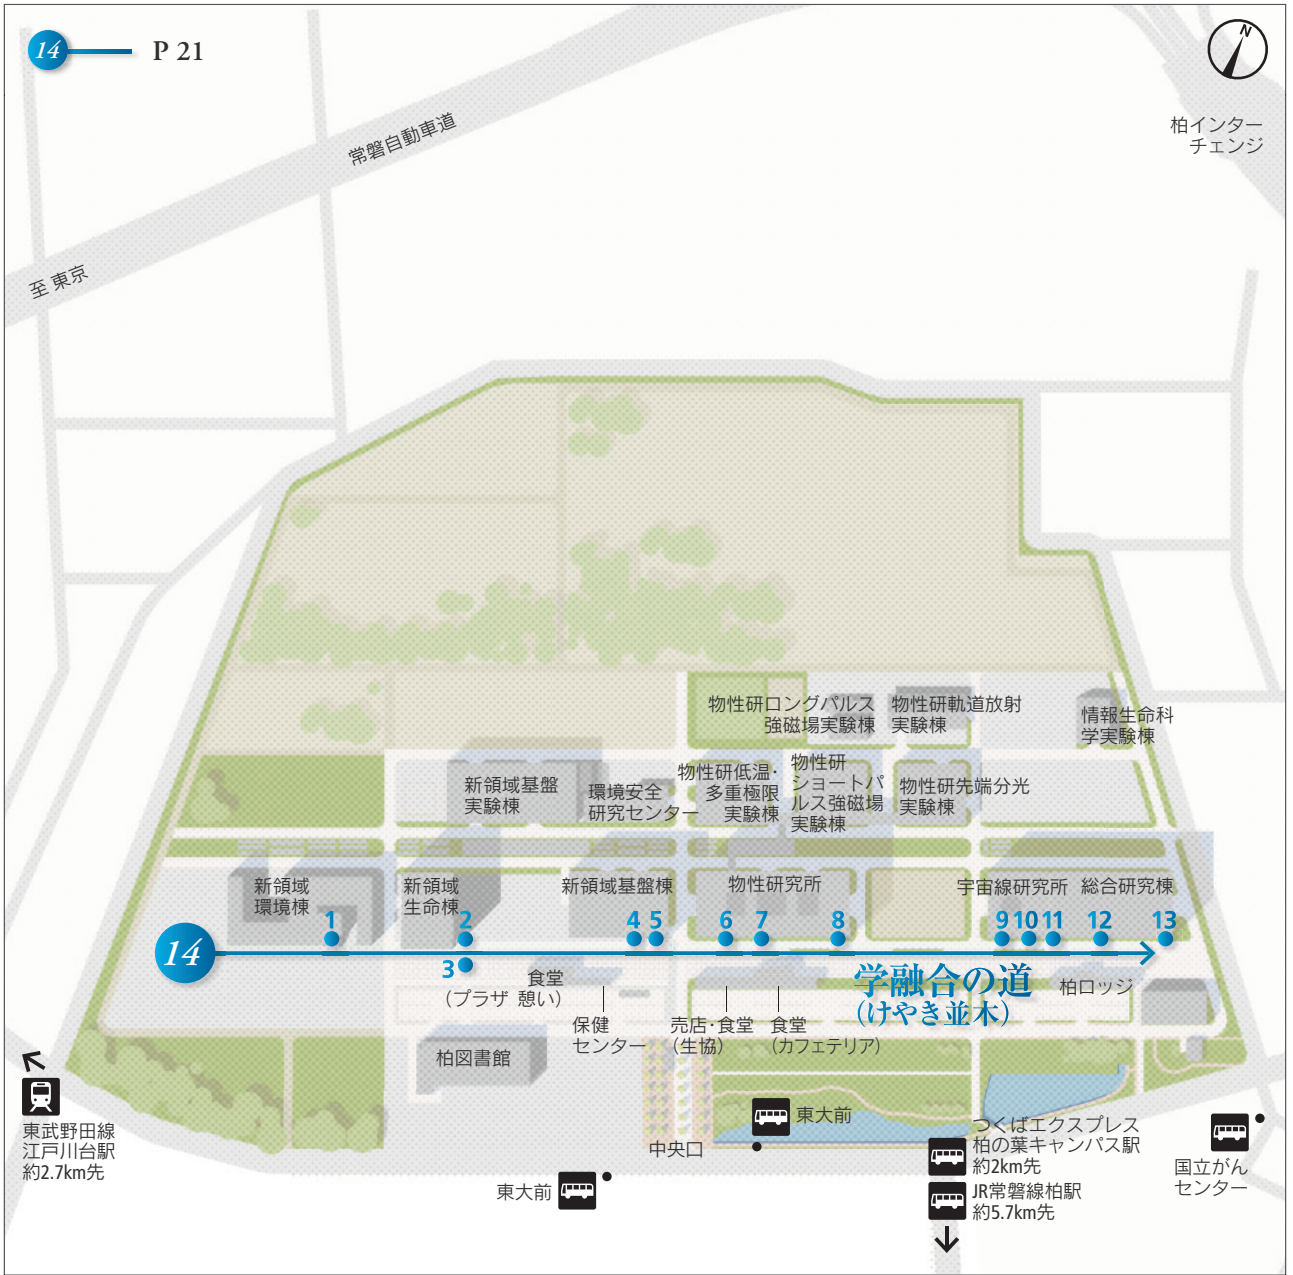 14 P 21
N
柏インター
チェンジ
常磐自動車道
至 東京
物性研ロングパルス
強磁場実験棟
物性研軌道放射
実験棟
情報生命科
学実験棟
新領域基盤
実験棟
環境安全
研究センター
物性研低温・
多重極限
実験棟
物性研
ショートパ
ルス強磁場
実験棟
物性研先端分光
実験棟
新領域
環境棟
新領域
生命棟
新領域基盤棟
物性研究所
宇宙線研究所
総合研究棟
1
2
3
4
5
6
7
8
9
10
11
12
13
14
学融合の道
(けやき並木)
食堂
(プラザ 憩い)
保健
センター
売店・食堂
(生協)
食堂
(カフェテリア)
柏ロッジ
柏図書館
東武野田線
江戸川台駅
約2.7km先
中央口
東大前
東大前
つくばエクスプレス
柏の葉キャンパス駅
約2km先
JR常磐線柏駅
約5.7km先
国立がん
センター